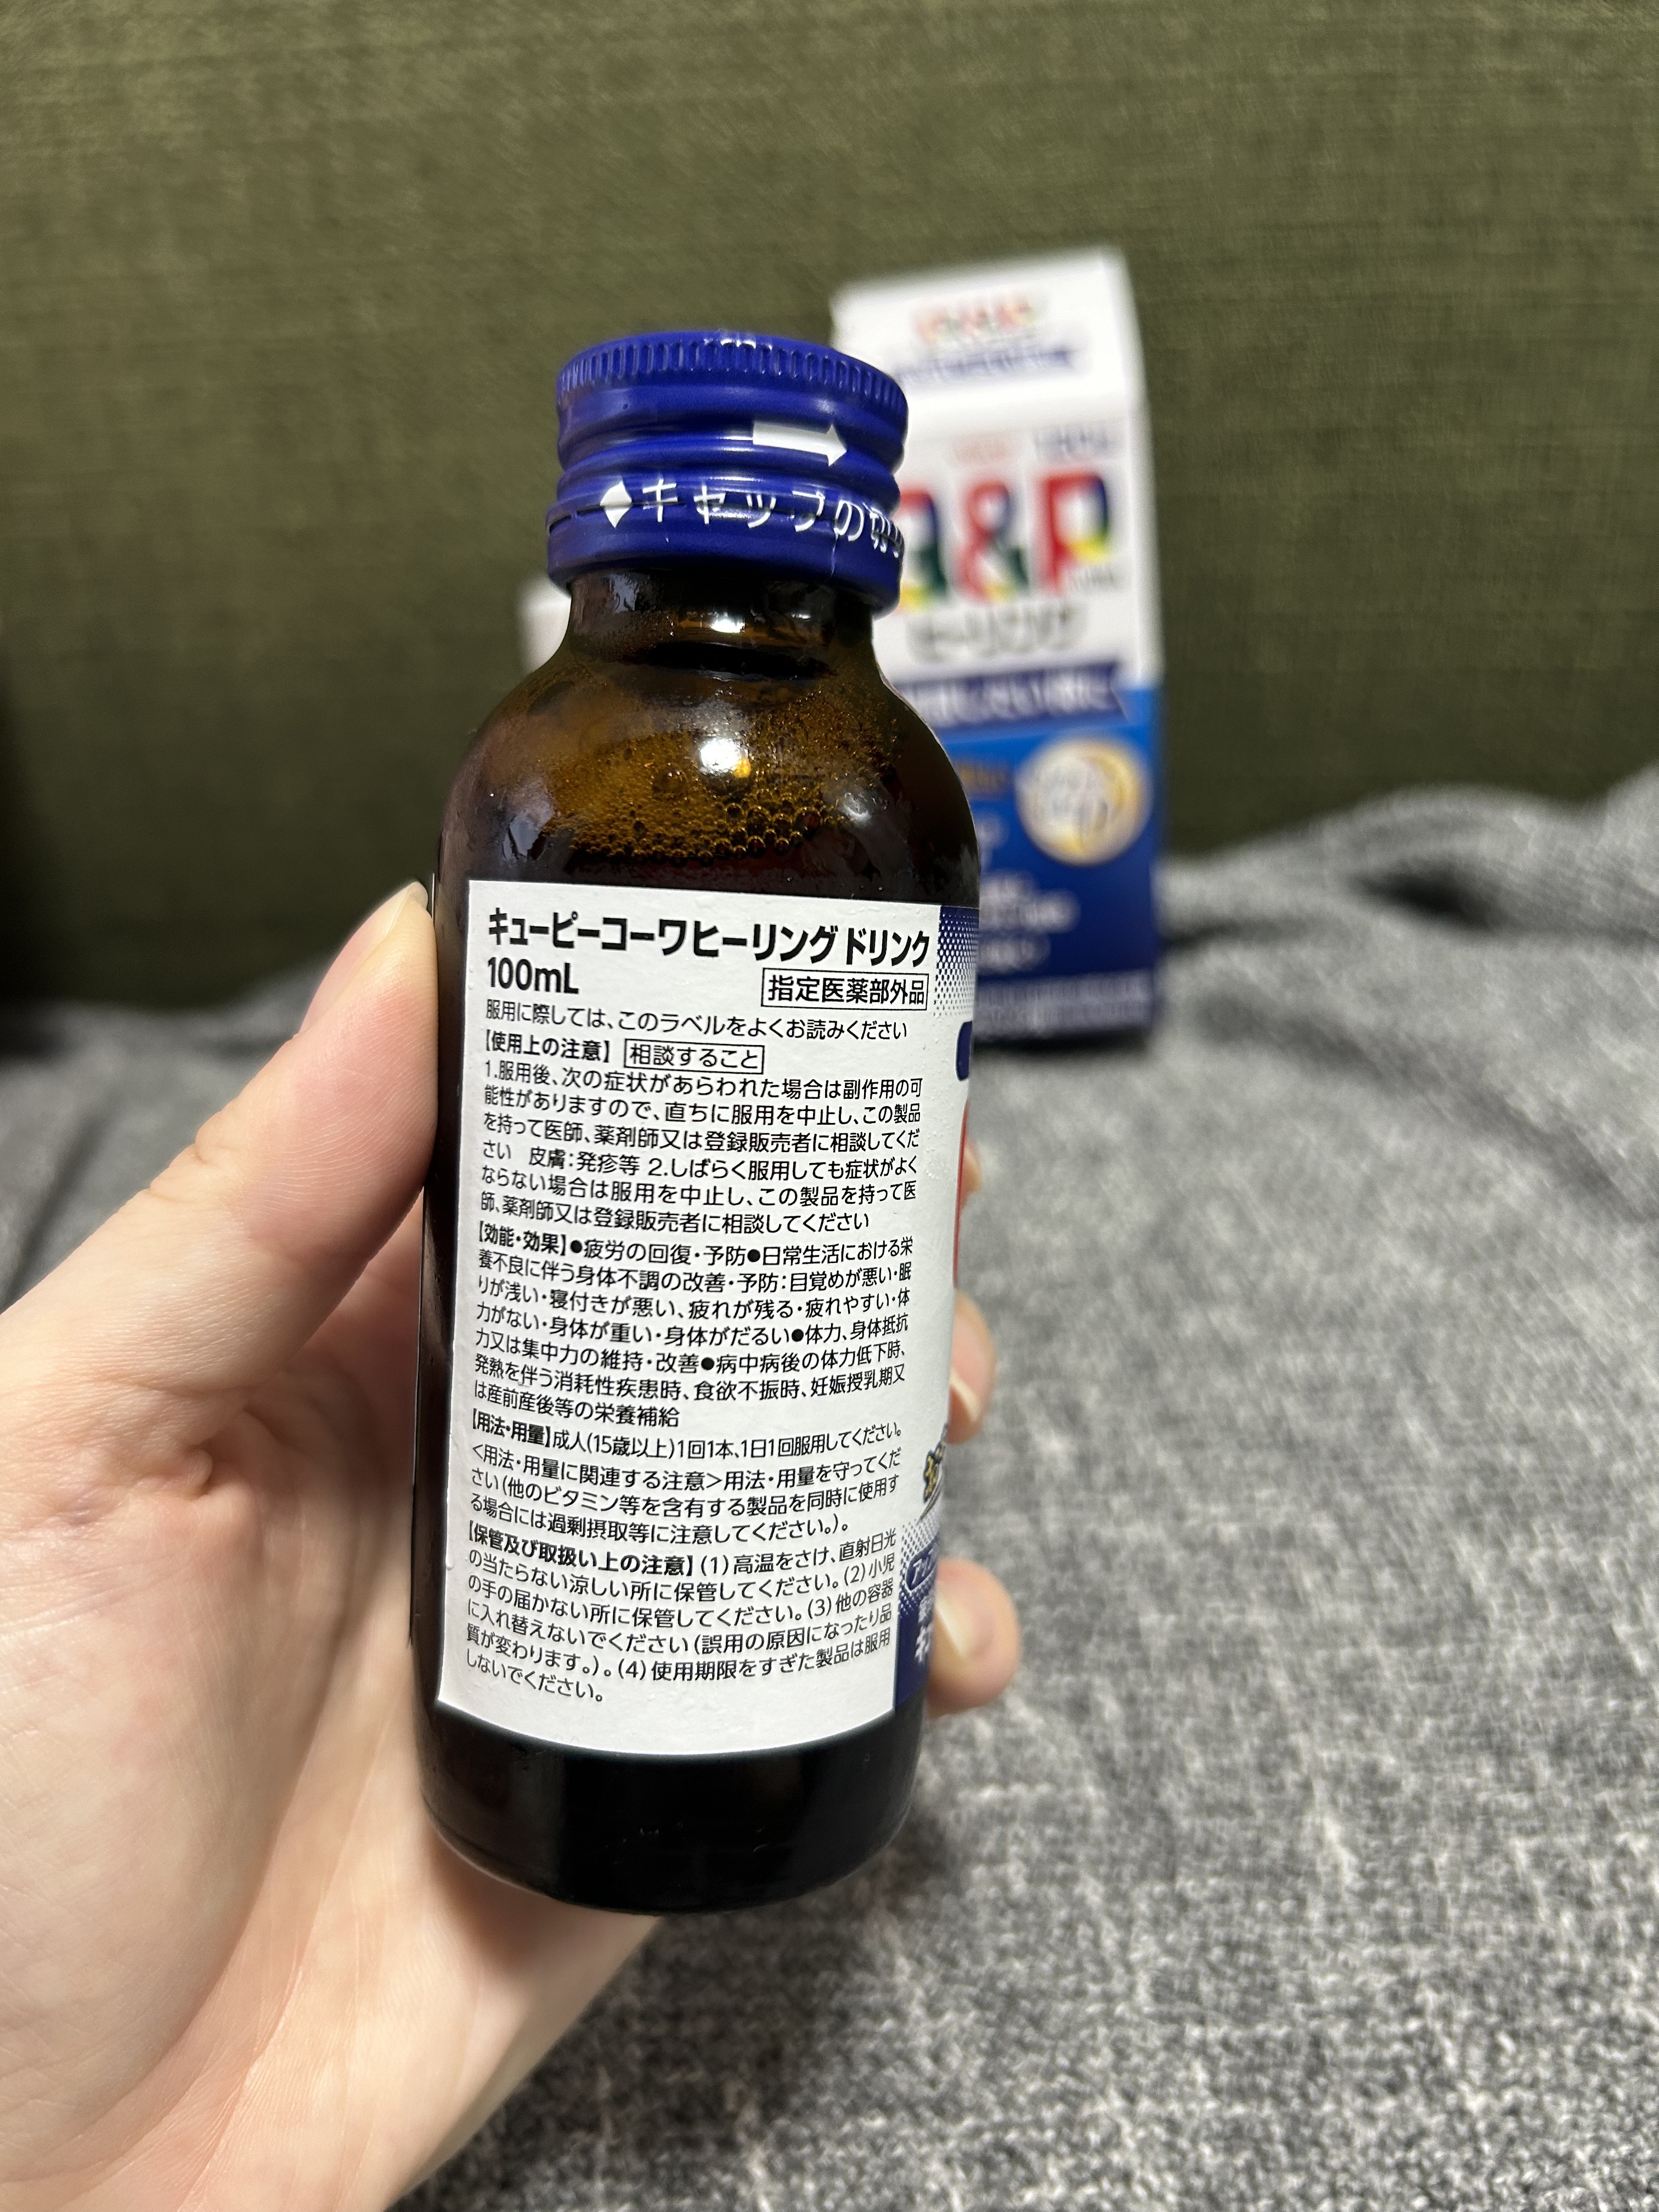 ◆キャップの切
キューピーコーワヒーリング ドリンク
100mL
指定医薬部外品
服用に際しては、このラベルをよくお読みください
【使用上の注意】 相談すること
1.服用後、次の症状があらわれた場合は副作用の可
能性がありますので、直ちに服用を中止し、この製品
を持って医師、薬剤師又は登録販売者に相談してくだ
さい 皮膚:発疹等 2.しばらく服用しても症状がよく
ならない場合は服用を中止し、この製品を持って医
師、薬剤師又は登録販売者に相談してください
【効能・効果】●疲労の回復・予防●日常生活における栄
養不良に伴う身体不調の改善・予防:目覚めが悪い・眠
りが浅い・寝付きが悪い、疲れが残る・疲れやすい・体
力がない・身体が重い・身体がだるい●体力、身体抵抗
力又は集中力の維持・改善●病中病後の体力低下時、
発熱を伴う消耗性疾患時、食欲不振時、妊娠授乳期又
は産前産後等の栄養補給
【用法・用量】成人(15歳以上)1回1本、1日1回服用してください。
<用法・用量に関連する注意>用法・用量を守ってくだ
さい(他のビタミン等を含有する製品を同時に使用す
る場合には過剰摂取等に注意してください。)。
【保管及び取扱い上の注意】(1)高温をさけ、直射日光
の当たらない涼しい所に保管してください。(2)小児
の手の届かない所に保管してください。(3)他の容器
に入れ替えないでください(誤用の原因になったり品
質が変わります。)。(4)使用期限をすぎた製品は服用
しないでください。
&P
ヒーリング